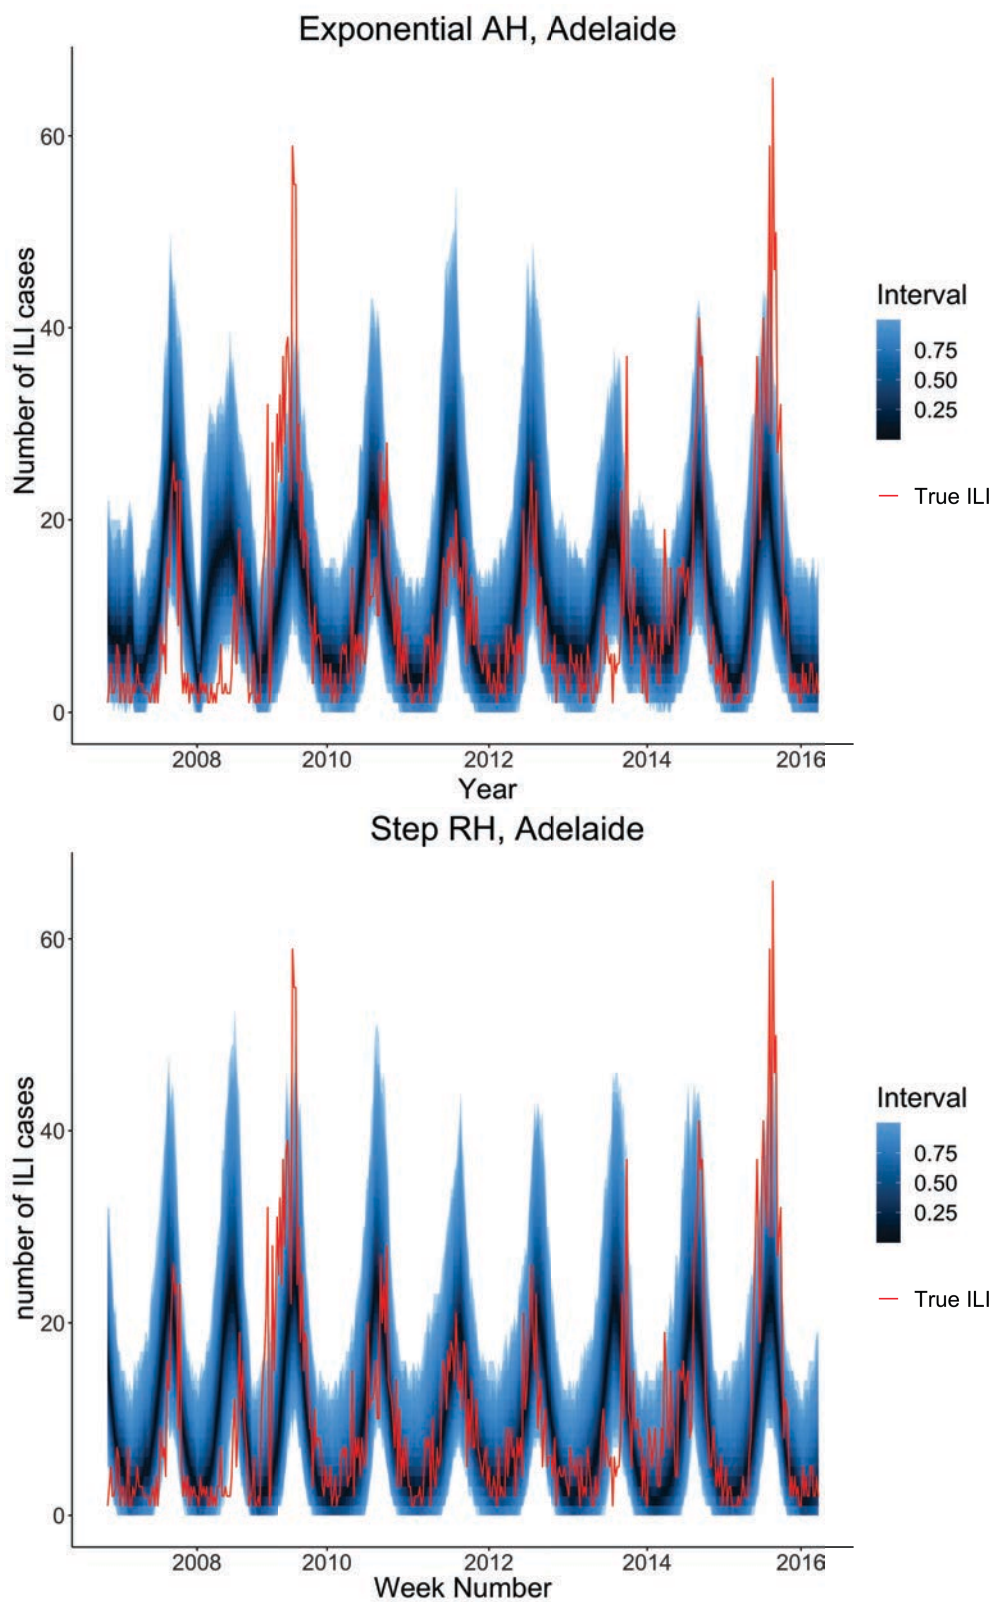 Exponential AH, Adelaide
Number of ILI cases
60
40
20
0
2008 2010 2012 2014 2016
Year
Interval
0.75
0.50
0.25
True ILI
Step RH, Adelaide
number of ILI cases
60
40
20
0
2008 2010 2012 2014 2016
Week Number
Interval
0.75
0.50
0.25
True ILI